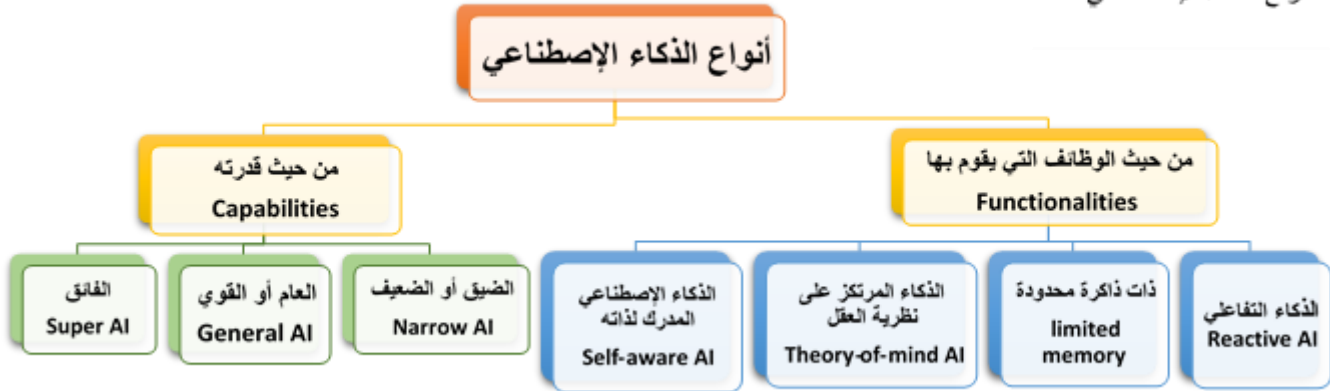 أنواع الذكاء الإصطناعي
من حيث الوظائف التي يقوم بها
Functionalities
من حيث قدرته
Capabilities
الذكاء التفاعلي
Reactive AI
ذات ذاكرة محدودة
limited
memory
الذكاء المرتكز على
نظرية العقل
Theory-of-mind AI
الذكاء الإصطناعي
المدرك لذاته
Self-aware AI
الضيق أو الضعيف
Narrow AI
العام أو القوي
General AI
الفائق
Super AI